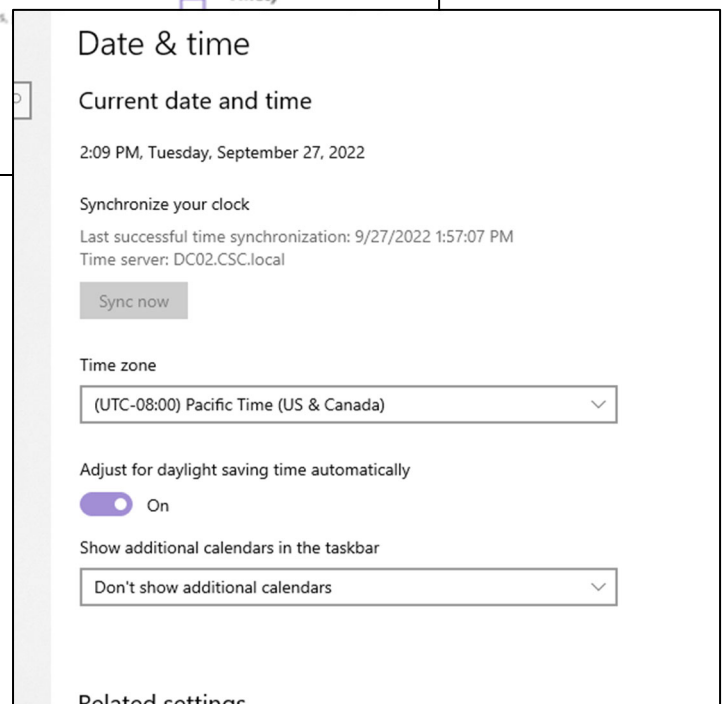 Date & time
Current date and time
2:09 PM, Tuesday, September 27, 2022
Synchronize your clock
Last successful time synchronization: 9/27/2022 1:57:07 PM
Time server: DC02.CSC.local
Sync now
Time zone
(UTC-08:00) Pacific Time (US & Canada)
Adjust for daylight saving time automatically
On
Show additional calendars in the taskbar
Don't show additional calendars
Related settings